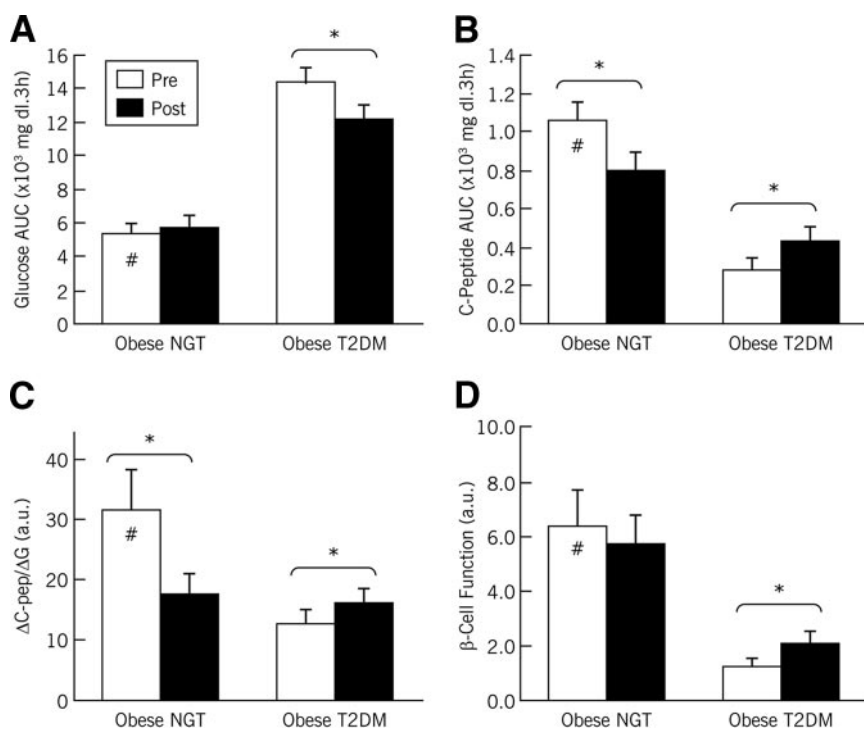 A
Glucose AUC (x10³ mg dl.3h)
16
14
12
10
8
6
4
2
0
Pre
Post
#
*
Obese NGT
Obese T2DM
B
C-Peptide AUC (x10³ mg dl.3h)
1.4
1.2
1.0
0.8
0.6
0.4
0.2
0.0
*
#
*
Obese NGT
Obese T2DM
C
ΔC-pep/ΔG (a.u.)
40
30
20
10
0
*
#
*
Obese NGT
Obese T2DM
D
β-Cell Function (a.u.)
10.0
8.0
6.0
4.0
2.0
0.0
#
*
Obese NGT
Obese T2DM